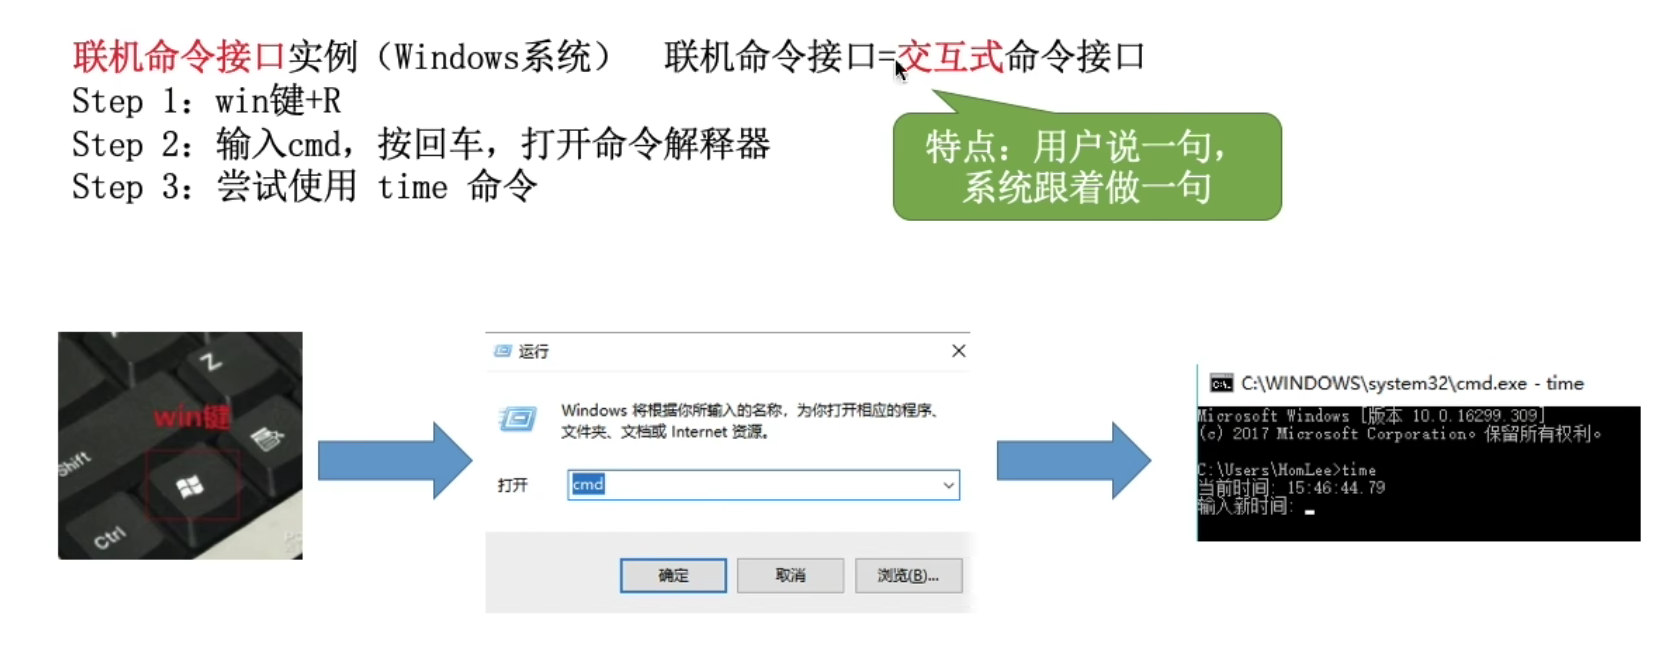 联机命令接口实例（Windows系统） 联机命令接口=交互式命令接口
Step 1：win键+R
Step 2：输入cmd，按回车，打开命令解释器
Step 3：尝试使用 time 命令
特点：用户说一句，
系统跟着做一句
Z
win键
Shift
Ctrl
运行
Windows 将根据你所输入的名称，为你打开相应的程序、
文件夹、文档或 Internet 资源。
打开 cmd
确定 取消 浏览(B)...
C:\WINDOWS\system32\cmd.exe - time
Microsoft Windows [版本 10.0.16299.309]
(c) 2017 Microsoft Corporation。保留所有权利。
C:\Users\HomLee>time
当前时间: 15:46:44.79
输入新时间: